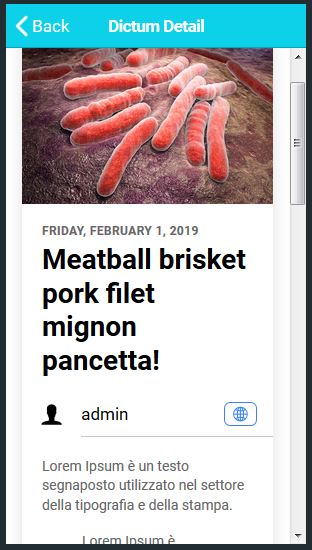 Back
Dictum Detail
FRIDAY, FEBRUARY 1, 2019
Meatball brisket
pork filet
mignon
pancetta!
admin
Lorem Ipsum è un testo
segnaposto utilizzato nel settore
della tipografia e della stampa.
Lorem Ipsum è